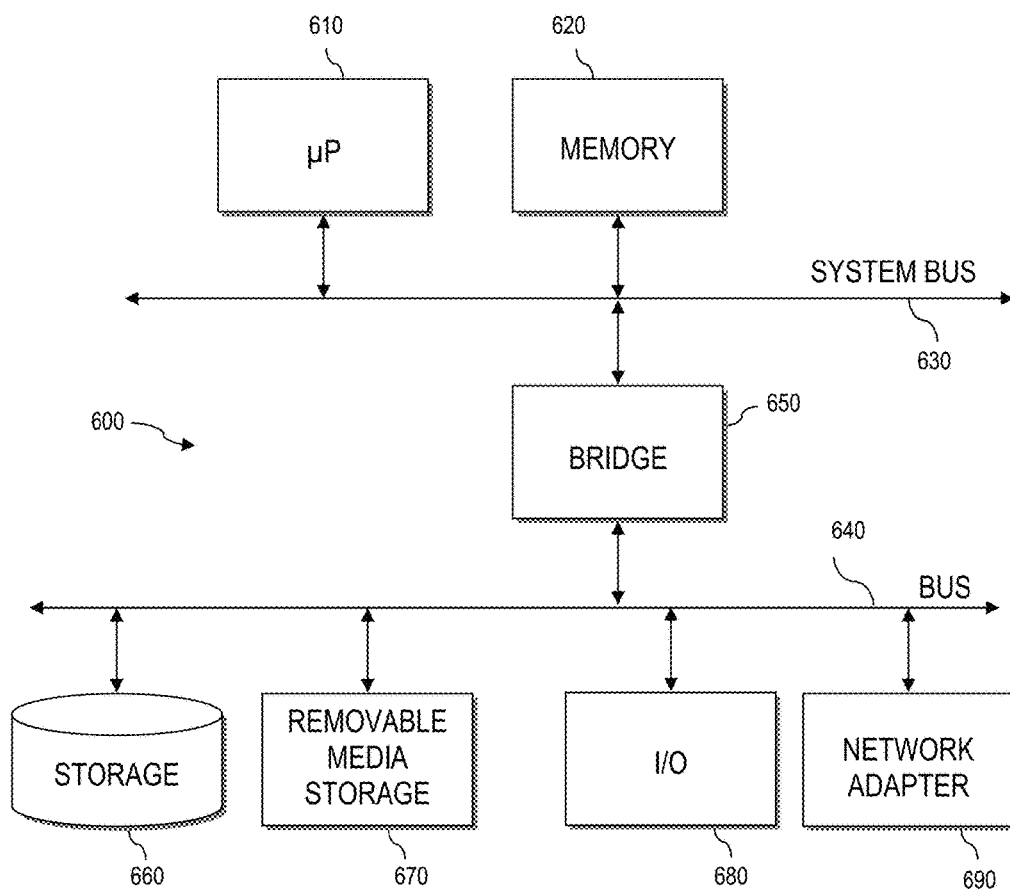 610
620
µP
MEMORY
SYSTEM BUS
630
650
600
BRIDGE
640
BUS
STORAGE
REMOVABLE
MEDIA
STORAGE
I/O
NETWORK
ADAPTER
660
670
680
690